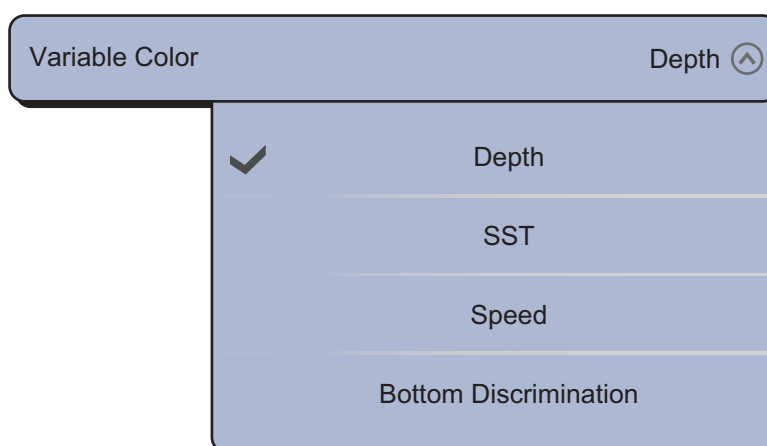 Variable Color Depth
Depth
SST
Speed
Bottom Discrimination